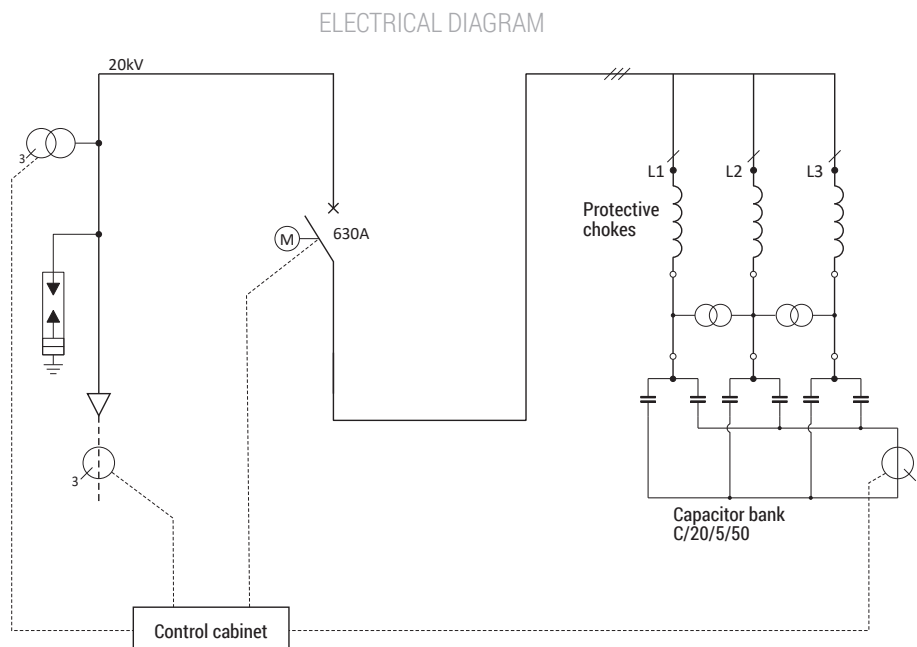 ELECTRICAL DIAGRAM
20kV
3
L1
L2
L3
Protective
chokes
M
630A
3
Capacitor bank
C/20/5/50
Control cabinet